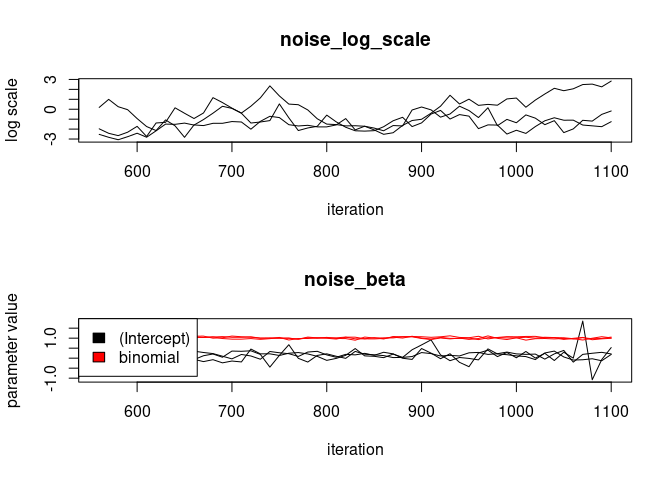 noise_log_scale
log scale
3
0
-3
600 700 800 900 1000 1100
iteration
noise_beta
parameter value
1.0
-1.0
(Intercept)
binomial
600 700 800 900 1000 1100
iteration